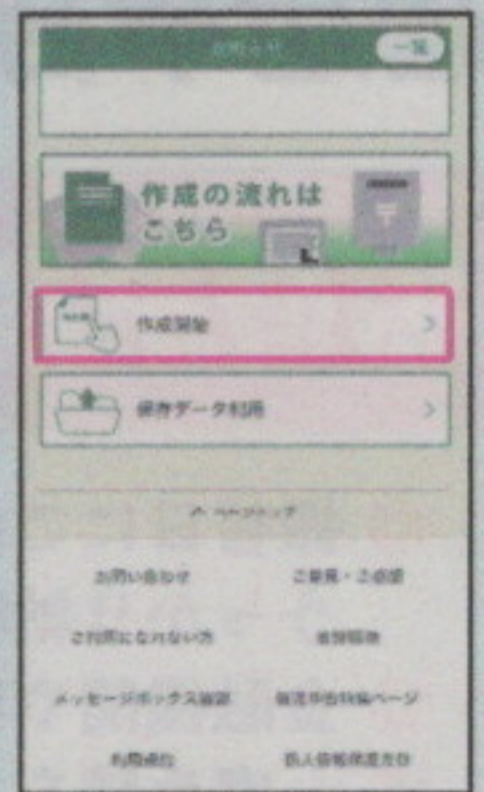 お知らせ
一覧
作成の流れは
こちら
作成開始
保存データ利用
ページトップ
お問い合わせ
ご意見・ご感想
ご利用になれない方
推奨環境
メッセージボックス確認
確定申告特集ページ
利用規約
個人情報保護方針